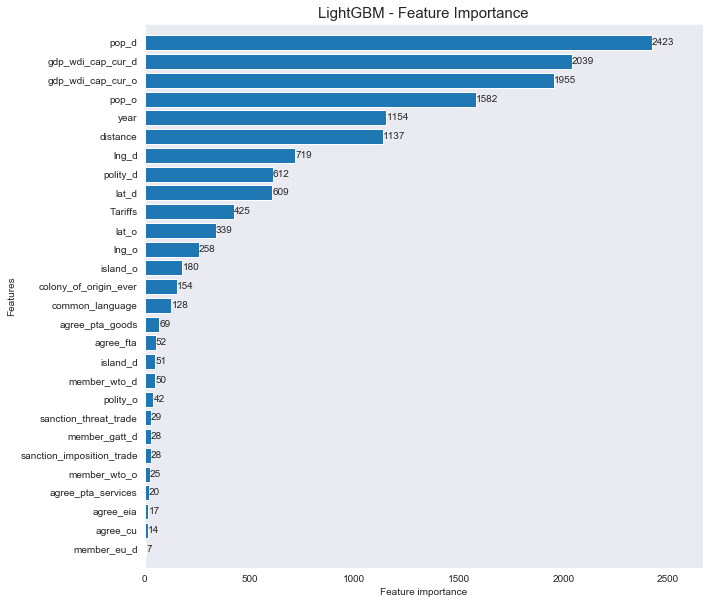 LightGBM - Feature Importance
pop_d 2423
gdp_wdi_cap_cur_d 2039
gdp_wdi_cap_cur_o 1955
pop_o 1582
year 1154
distance 1137
lng_d 719
polity_d 612
lat_d 609
Tariffs 425
lat_o 339
lng_o 258
island_o 180
colony_of_origin_ever 154
common_language 128
agree_pta_goods 69
agree_fta 52
island_d 51
member_wto_d 50
polity_o 42
sanction_threat_trade 29
member_gatt_d 28
sanction_imposition_trade 28
member_wto_o 25
agree_pta_services 20
agree_eia 17
agree_cu 14
member_eu_d 7
Features
0 500 1000 1500 2000 2500
Feature importance